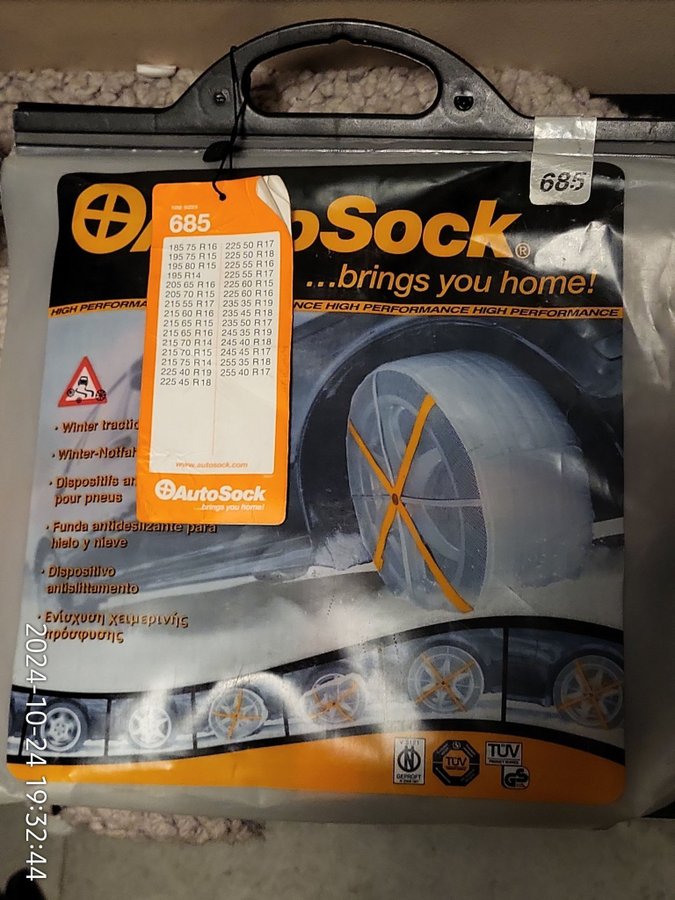 685
AutoSock®
...brings you home!
HIGH PERFORMA
NCE HIGH PERFORMANCE HIGH PERFORMANCE
TIRE SIZES
685
185 75 R16
195 75 R15
195 80 R15
195 R14
205 65 R16
205 70 R15
215 55 R17
215 60 R16
215 65 R15
215 65 R16
215 70 R14
215 70 R15
215 75 R14
225 40 R19
225 45 R18
225 50 R17
225 50 R18
225 55 R16
225 55 R17
225 60 R15
225 60 R16
235 35 R19
235 45 R18
235 50 R17
245 35 R19
245 40 R18
245 45 R17
255 35 R18
255 40 R17
www.autosock.com
AutoSock
...brings you home!
• Winter tractio
• Winter-Notfah
• Dispositifs an
pour pneus
• Funda antideslizante para
hielo y nieve
• Dispositivo
antislittamento
• Ενίσχυση χειμερινής
πρόσφυσης
GEPRÜFT
TÜV
TÜV
GS
2024-10-24 19:32:44